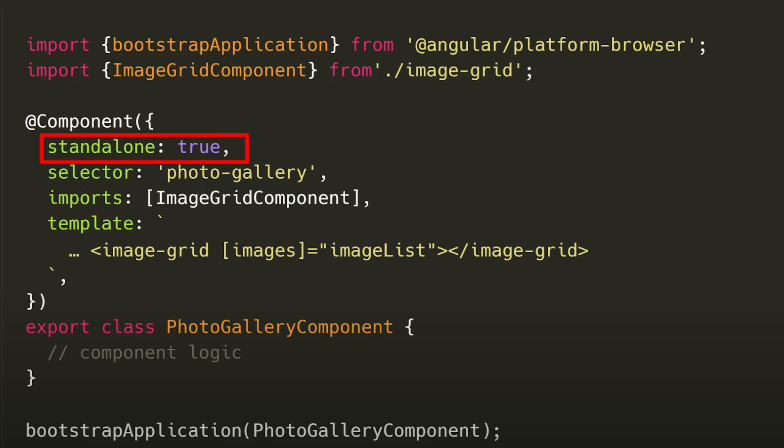 import {bootstrapApplication} from '@angular/platform-browser';
import {ImageGridComponent} from'./image-grid';
@Component({
standalone: true,
selector: 'photo-gallery',
imports: [ImageGridComponent],
template: `
… <image-grid [images]="imageList"></image-grid>
`,
})
export class PhotoGalleryComponent {
// component logic
}
bootstrapApplication(PhotoGalleryComponent);